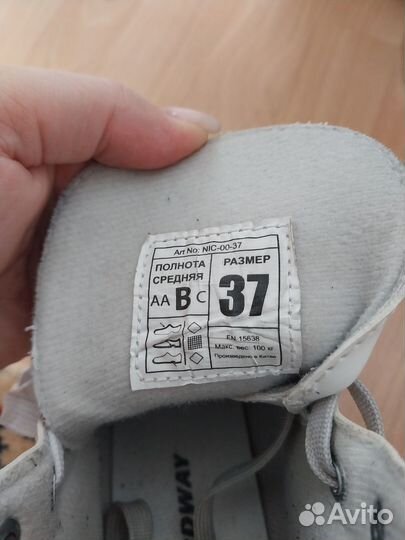 Art No: NIC-00-37
ПОЛНОТА
СРЕДНЯЯ
AA B C
РАЗМЕР
37
EN 15638
Макс. вес: 100 кг
Произведено в Китае
DWAY
Avito